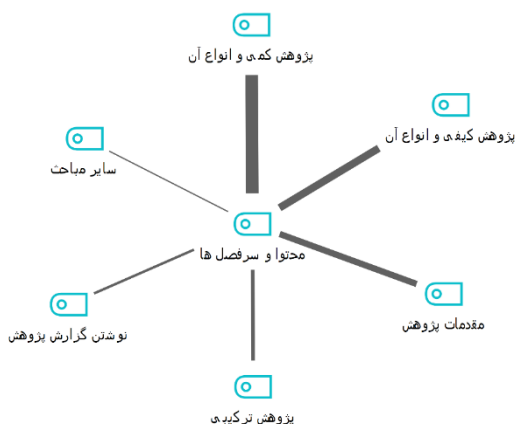 پژوهش کمی و انواع آن
پژوهش کیفی و انواع آن
سایر مباحث
محتوا و سرفصل ها
مقدمات پژوهش
نوشتن گزارش پژوهش
پژوهش ترکیبی